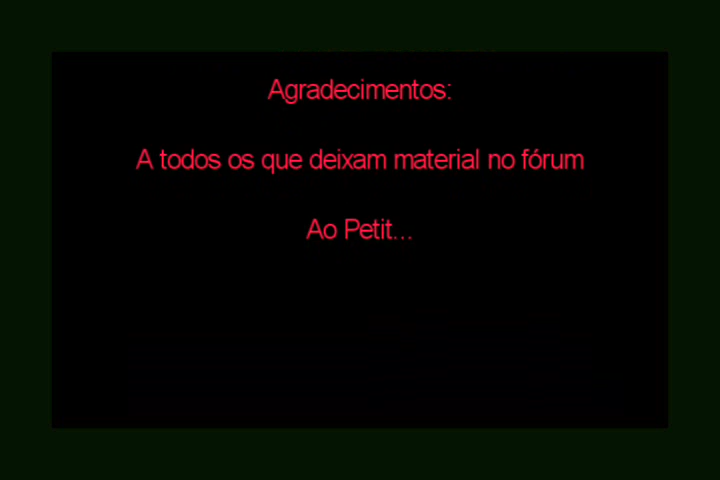 Agradecimentos:
A todos os que deixam material no fórum
Ao Petit...